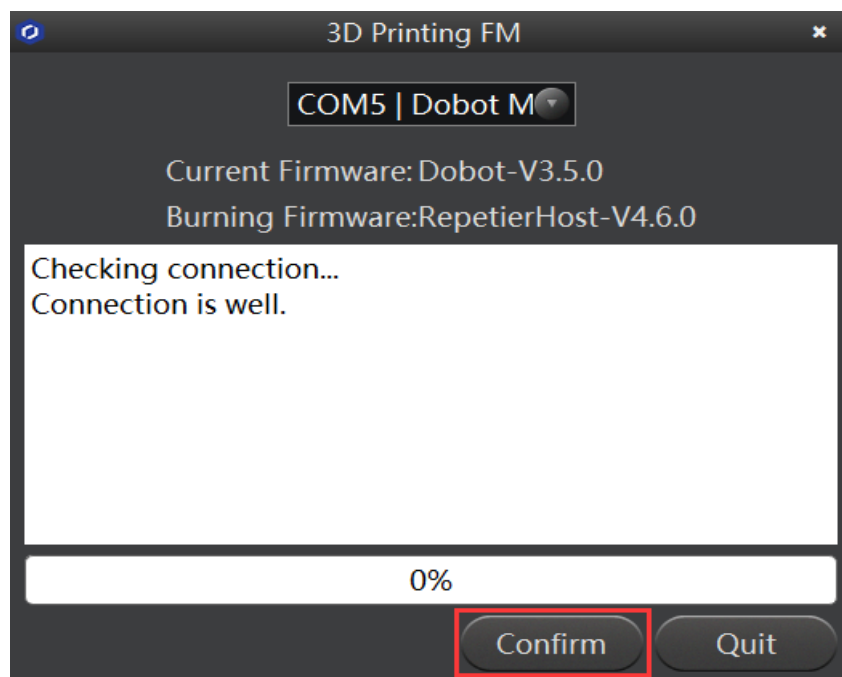 3D Printing FM
COM5 | Dobot M
Current Firmware: Dobot-V3.5.0
Burning Firmware:RepetierHost-V4.6.0
Checking connection...
Connection is well.
0%
Confirm Quit